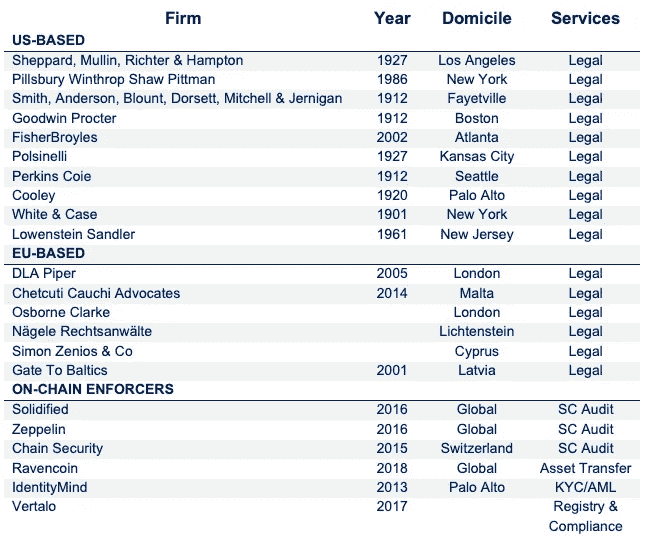 Firm Year Domicile Services
US-BASED
Sheppard, Mullin, Richter & Hampton 1927 Los Angeles Legal
Pillsbury Winthrop Shaw Pittman 1986 New York Legal
Smith, Anderson, Blount, Dorsett, Mitchell & Jernigan 1912 Fayetville Legal
Goodwin Procter 1912 Boston Legal
FisherBroyles 2002 Atlanta Legal
Polsinelli 1927 Kansas City Legal
Perkins Coie 1912 Seattle Legal
Cooley 1920 Palo Alto Legal
White & Case 1901 New York Legal
Lowenstein Sandler 1961 New Jersey Legal
EU-BASED
DLA Piper 2005 London Legal
Chetcuti Cauchi Advocates 2014 Malta Legal
Osborne Clarke London Legal
Nägele Rechtsanwälte Lichtenstein Legal
Simon Zenios & Co Cyprus Legal
Gate To Baltics 2001 Latvia Legal
ON-CHAIN ENFORCERS
Solidified 2016 Global SC Audit
Zeppelin 2016 Global SC Audit
Chain Security 2015 Switzerland SC Audit
Ravencoin 2018 Global Asset Transfer
IdentityMind 2013 Palo Alto KYC/AML
Vertalo 2017 Registry &
Compliance